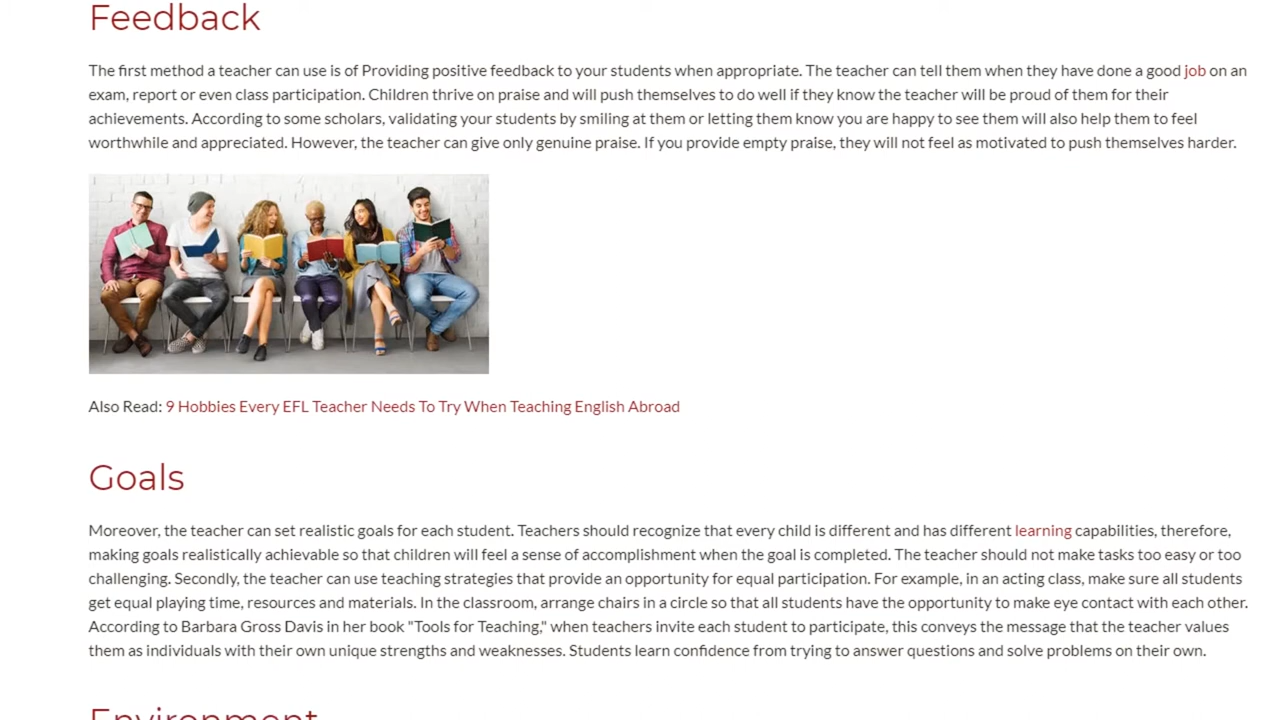 Feedback
The first method a teacher can use is of Providing positive feedback to your students when appropriate. The teacher can tell them when they have done a good job on an
exam, report or even class participation. Children thrive on praise and will push themselves to do well if they know the teacher will be proud of them for their
achievements. According to some scholars, validating your students by smiling at them or letting them know you are happy to see them will also help them to feel
worthwhile and appreciated. However, the teacher can give only genuine praise. If you provide empty praise, they will not feel as motivated to push themselves harder.
Also Read: 9 Hobbies Every EFL Teacher Needs To Try When Teaching English Abroad
Goals
Moreover, the teacher can set realistic goals for each student. Teachers should recognize that every child is different and has different learning capabilities, therefore,
making goals realistically achievable so that children will feel a sense of accomplishment when the goal is completed. The teacher should not make tasks too easy or too
challenging. Secondly, the teacher can use teaching strategies that provide an opportunity for equal participation. For example, in an acting class, make sure all students
get equal playing time, resources and materials. In the classroom, arrange chairs in a circle so that all students have the opportunity to make eye contact with each other.
According to Barbara Gross Davis in her book "Tools for Teaching," when teachers invite each student to participate, this conveys the message that the teacher values
them as individuals with their own unique strengths and weaknesses. Students learn confidence from trying to answer questions and solve problems on their own.
Environment